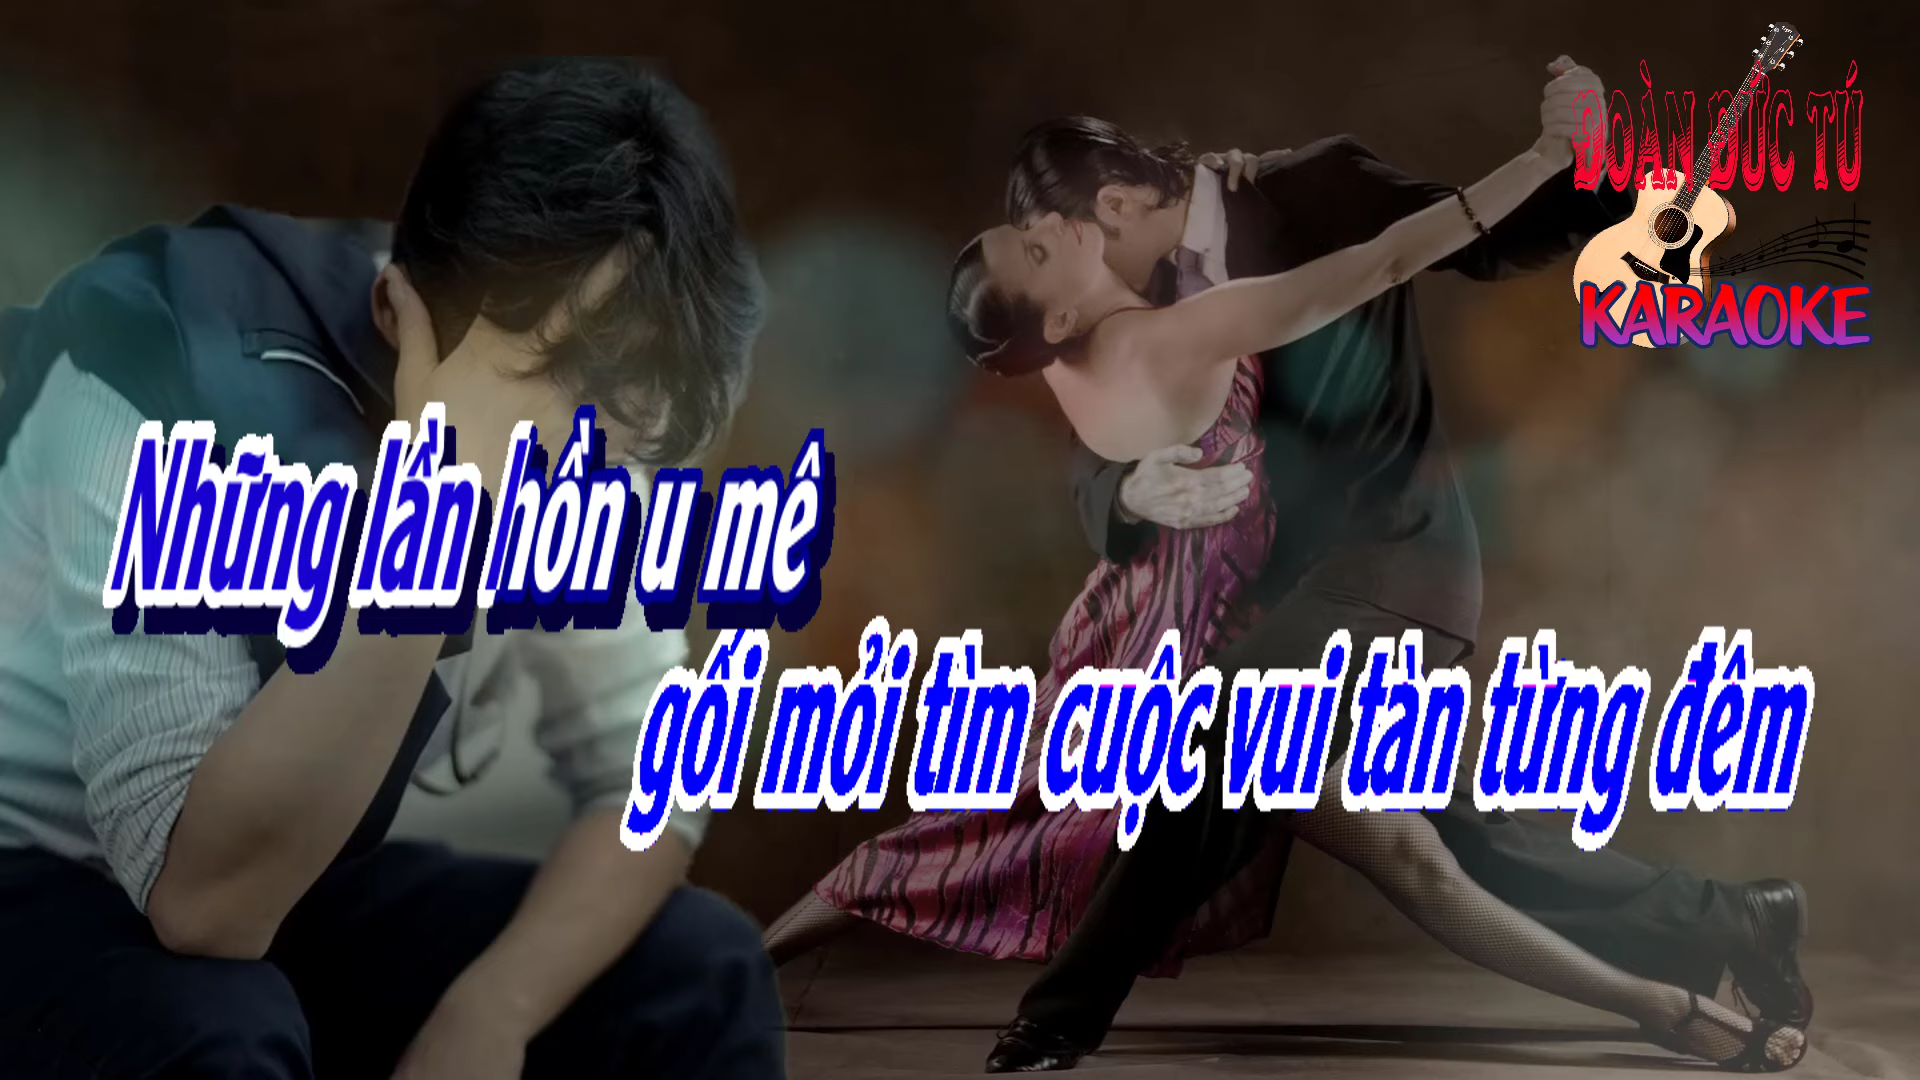 ĐOÀN ĐỨC TÚ
KARAOKE
Những lần hồn u mê
gối mỏi tìm cuộc vui tàn từng đêm